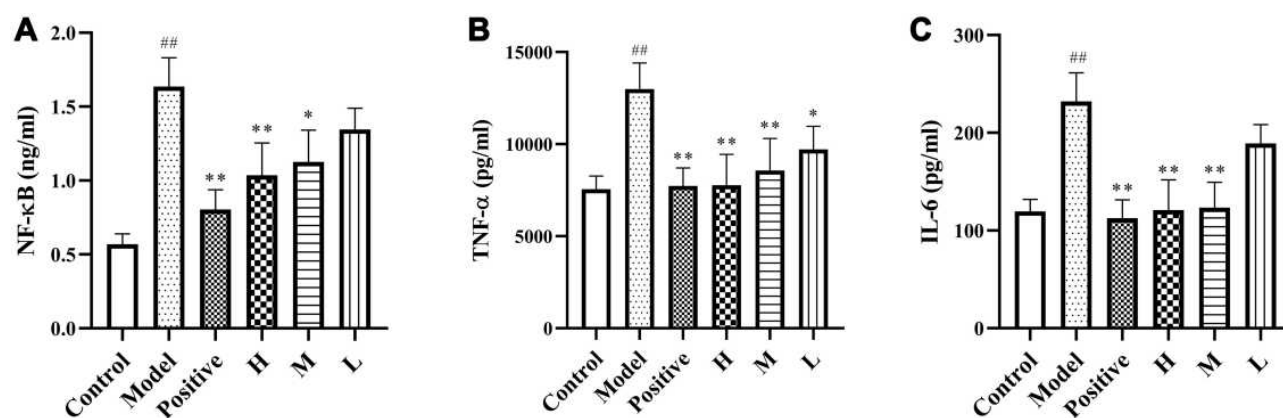 A
NF-κB (ng/ml)
2.0
1.5
1.0
0.5
0.0
##
**
**
*
Control
Model
Positive
H
M
L
B
TNF-α (pg/ml)
15000
10000
5000
0
##
**
**
**
*
Control
Model
Positive
H
M
L
C
IL-6 (pg/ml)
300
200
100
0
##
**
**
**
Control
Model
Positive
H
M
L